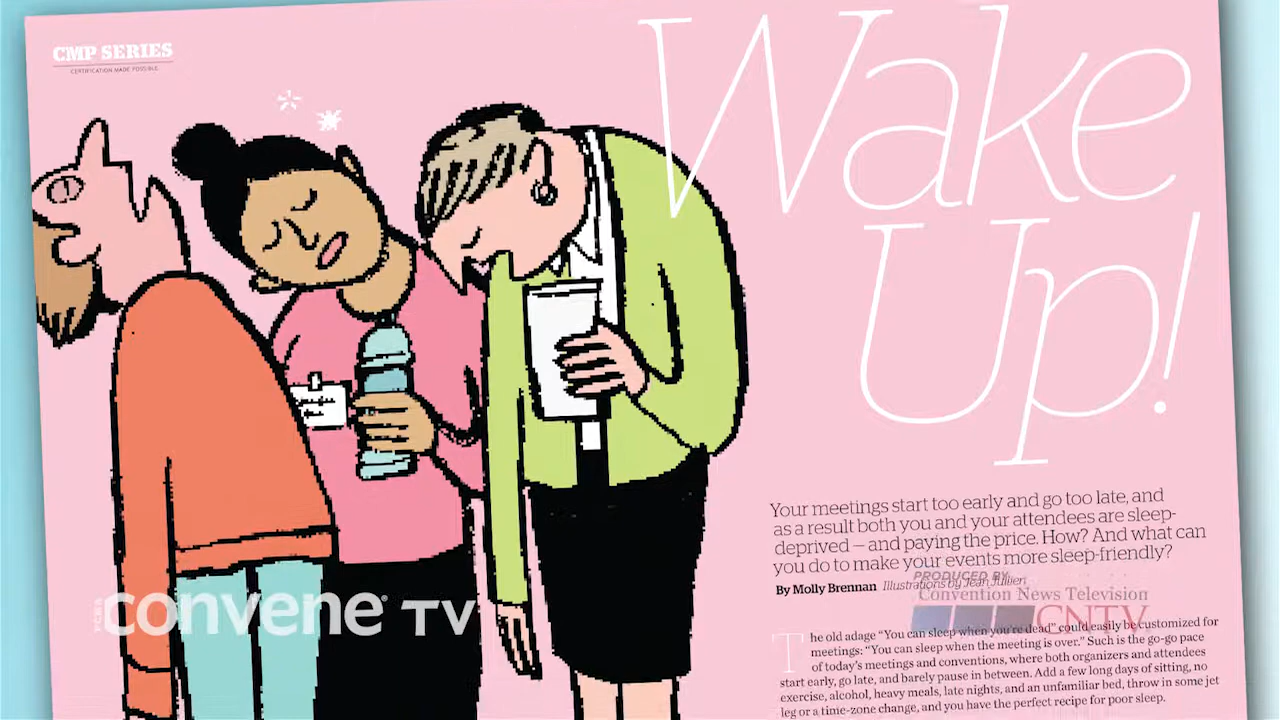 CMP SERIES
CERTIFICATION MADE POSSIBLE
Wake
Up!
Your meetings start too early and go too late, and
as a result both you and your attendees are sleep-
deprived – and paying the price. How? And what can
you do to make your events more sleep-friendly?
By Molly Brennan Illustrations by Jean Jullien
PRODUCED BY
Convention News Television
CNTV
PCMA convene® TV
The old adage “You can sleep when you're dead” could easily be customized for
meetings: “You can sleep when the meeting is over.” Such is the go-go pace
of today's meetings and conventions, where both organizers and attendees
start early, go late, and barely pause in between. Add a few long days of sitting, no
exercise, alcohol, heavy meals, late nights, and an unfamiliar bed, throw in some jet
leg or a time-zone change, and you have the perfect recipe for poor sleep.